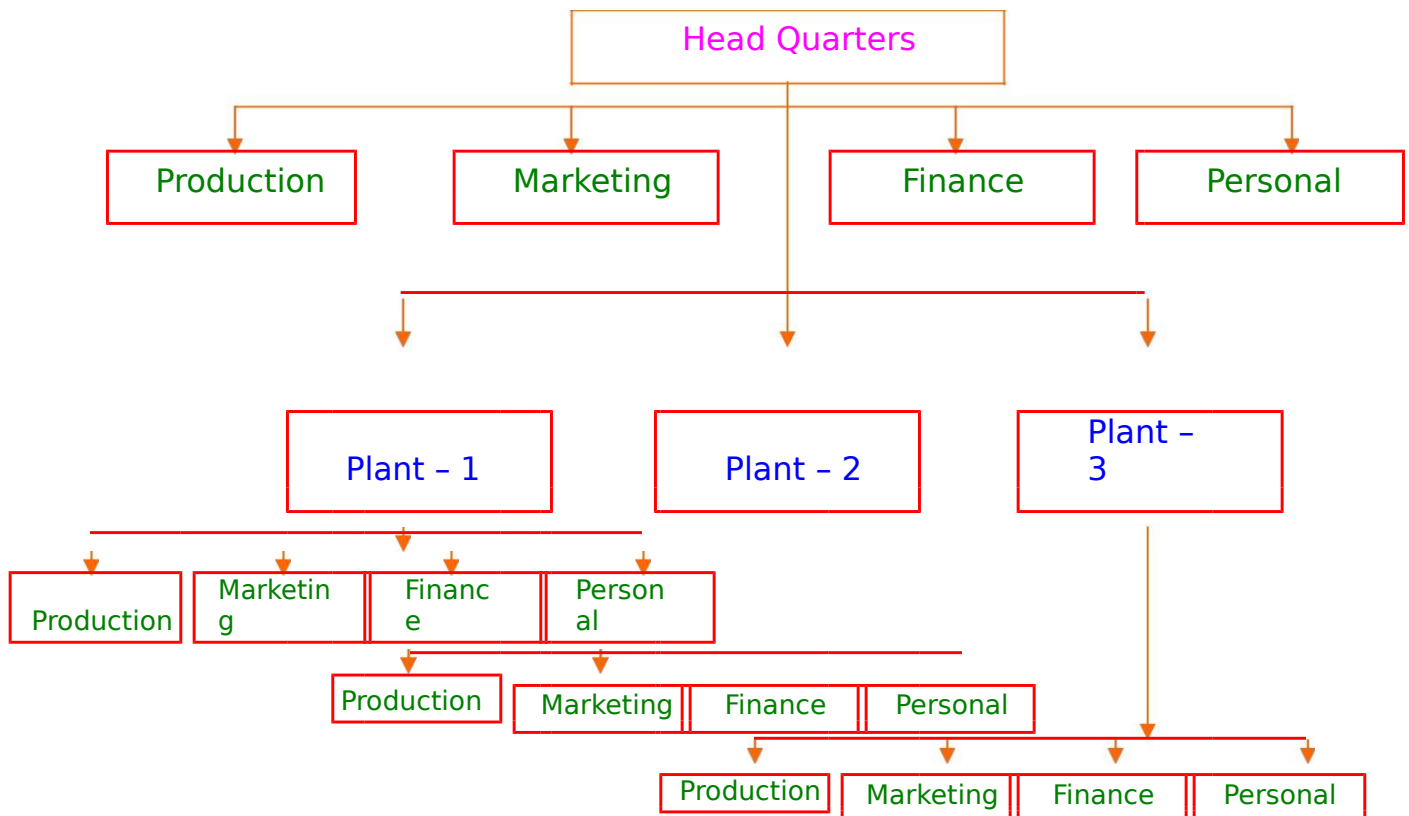 Head Quarters
Production
Marketing
Finance
Personal
Plant – 1
Plant – 2
Plant –
3
Production
Marketin
g
Financ
e
Person
al
Production
Marketing
Finance
Personal
Production
Marketing
Finance
Personal